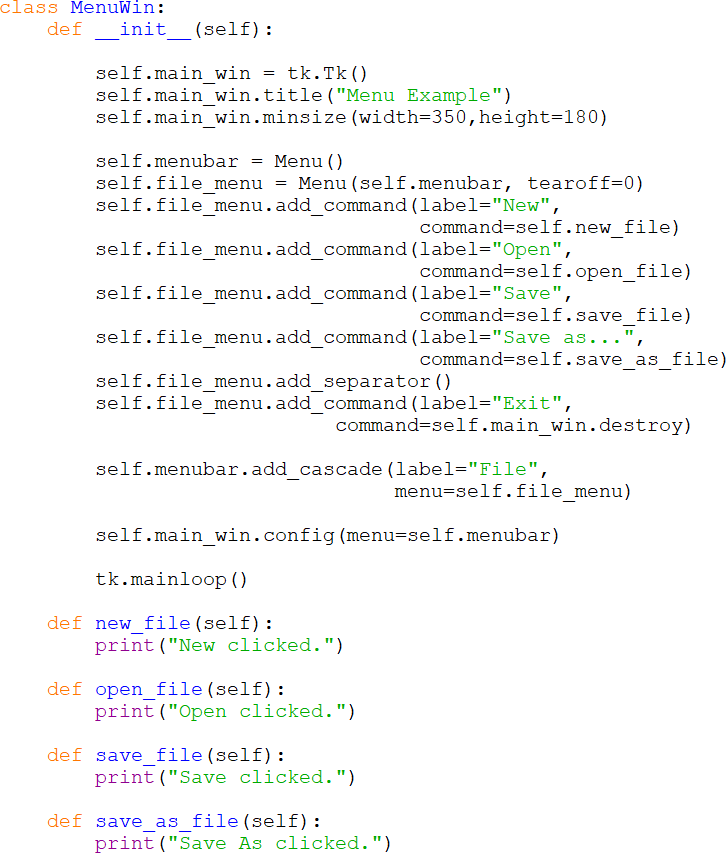 class MenuWin:
    def __init__(self):

        self.main_win = tk.Tk()
        self.main_win.title("Menu Example")
        self.main_win.minsize(width=350,height=180)

        self.menubar = Menu()
        self.file_menu = Menu(self.menubar, tearoff=0)
        self.file_menu.add_command(label="New",
                                   command=self.new_file)
        self.file_menu.add_command(label="Open",
                                   command=self.open_file)
        self.file_menu.add_command(label="Save",
                                   command=self.save_file)
        self.file_menu.add_command(label="Save as...",
                                   command=self.save_as_file)
        self.file_menu.add_separator()
        self.file_menu.add_command(label="Exit",
                            command=self.main_win.destroy)

        self.menubar.add_cascade(label="File",
                                 menu=self.file_menu)

        self.main_win.config(menu=self.menubar)

        tk.mainloop()

    def new_file(self):
        print("New clicked.")

    def open_file(self):
        print("Open clicked.")

    def save_file(self):
        print("Save clicked.")

    def save_as_file(self):
        print("Save As clicked.")